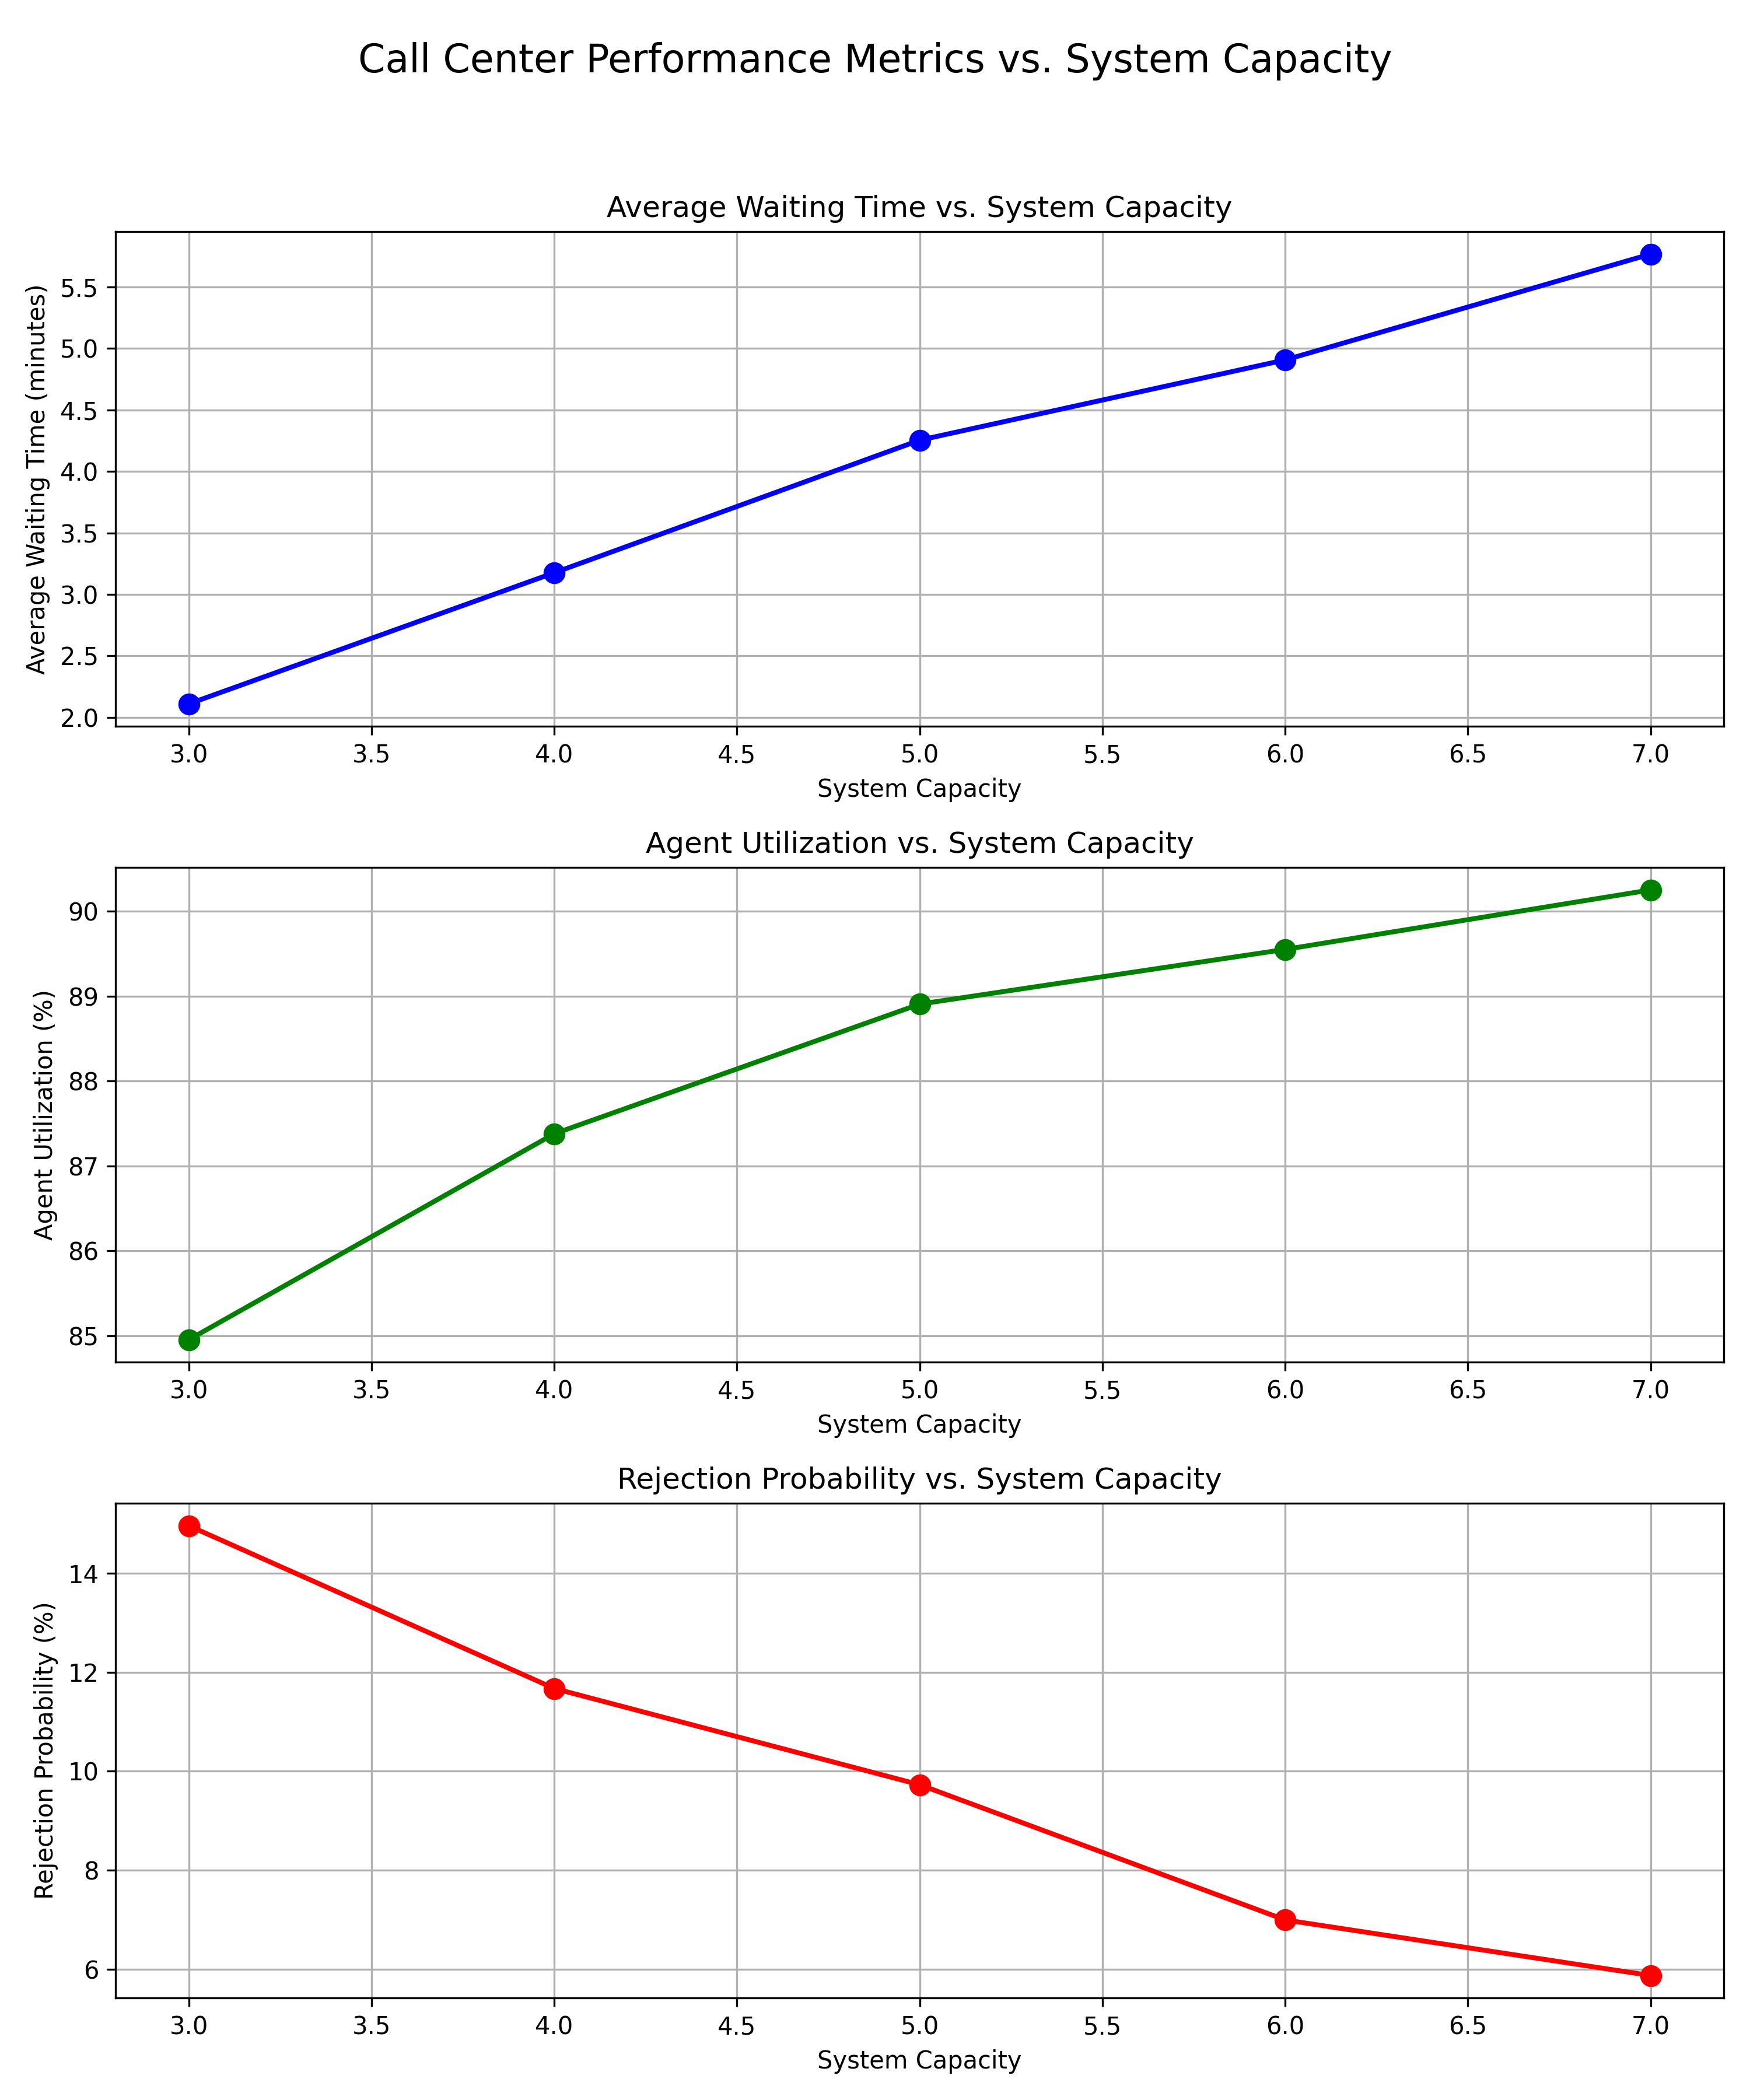 Call Center Performance Metrics vs. System Capacity
Average Waiting Time vs. System Capacity
Average Waiting Time (minutes)
5.5
5.0
4.5
4.0
3.5
3.0
2.5
2.0
3.0 3.5 4.0 4.5 5.0 5.5 6.0 6.5 7.0
System Capacity
Agent Utilization vs. System Capacity
Agent Utilization (%)
90
89
88
87
86
85
3.0 3.5 4.0 4.5 5.0 5.5 6.0 6.5 7.0
System Capacity
Rejection Probability vs. System Capacity
Rejection Probability (%)
14
12
10
8
6
3.0 3.5 4.0 4.5 5.0 5.5 6.0 6.5 7.0
System Capacity